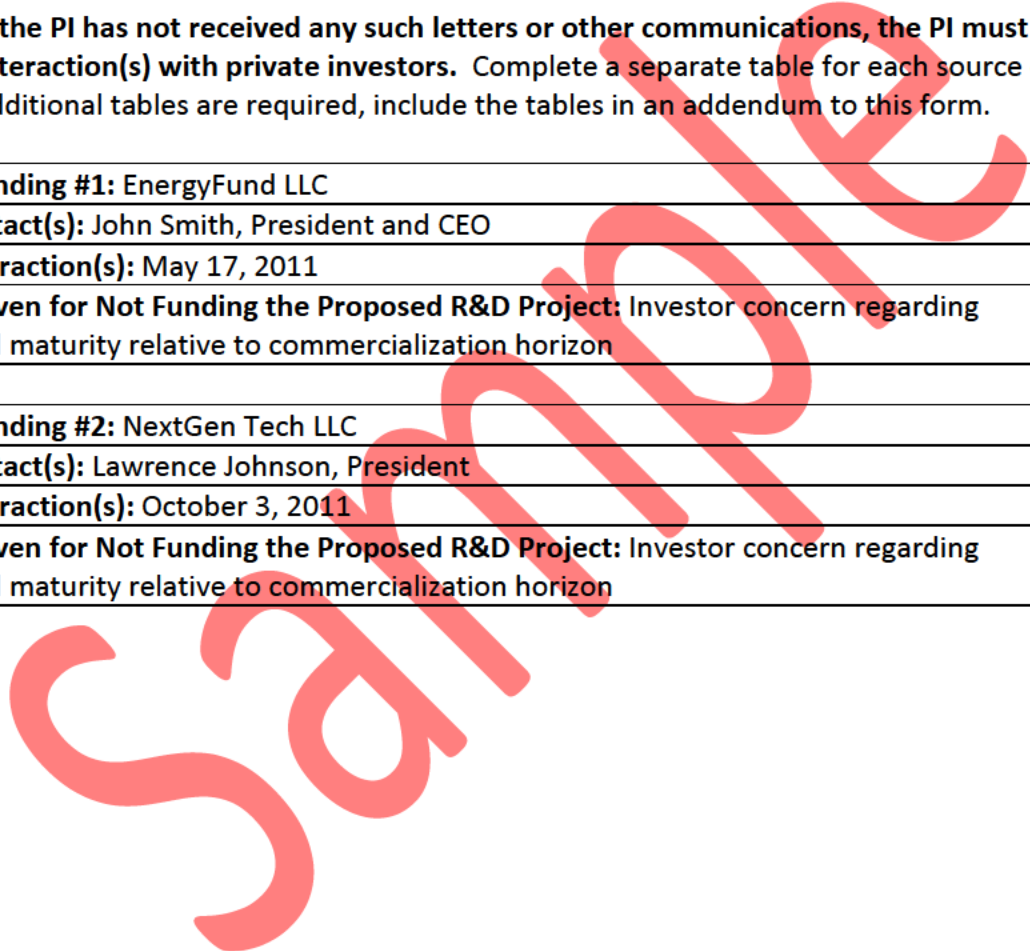 the PI has not received any such letters or other communications, the PI must
teraction(s) with private investors. Complete a separate table for each source
dditional tables are required, include the tables in an addendum to this form.
nding #1: EnergyFund LLC
tact(s): John Smith, President and CEO
raction(s): May 17, 2011
ven for Not Funding the Proposed R&D Project: Investor concern regarding
maturity relative to commercialization horizon
nding #2: NextGen Tech LLC
tact(s): Lawrence Johnson, President
raction(s): October 3, 2011
ven for Not Funding the Proposed R&D Project: Investor concern regarding
maturity relative to commercialization horizon
Sample